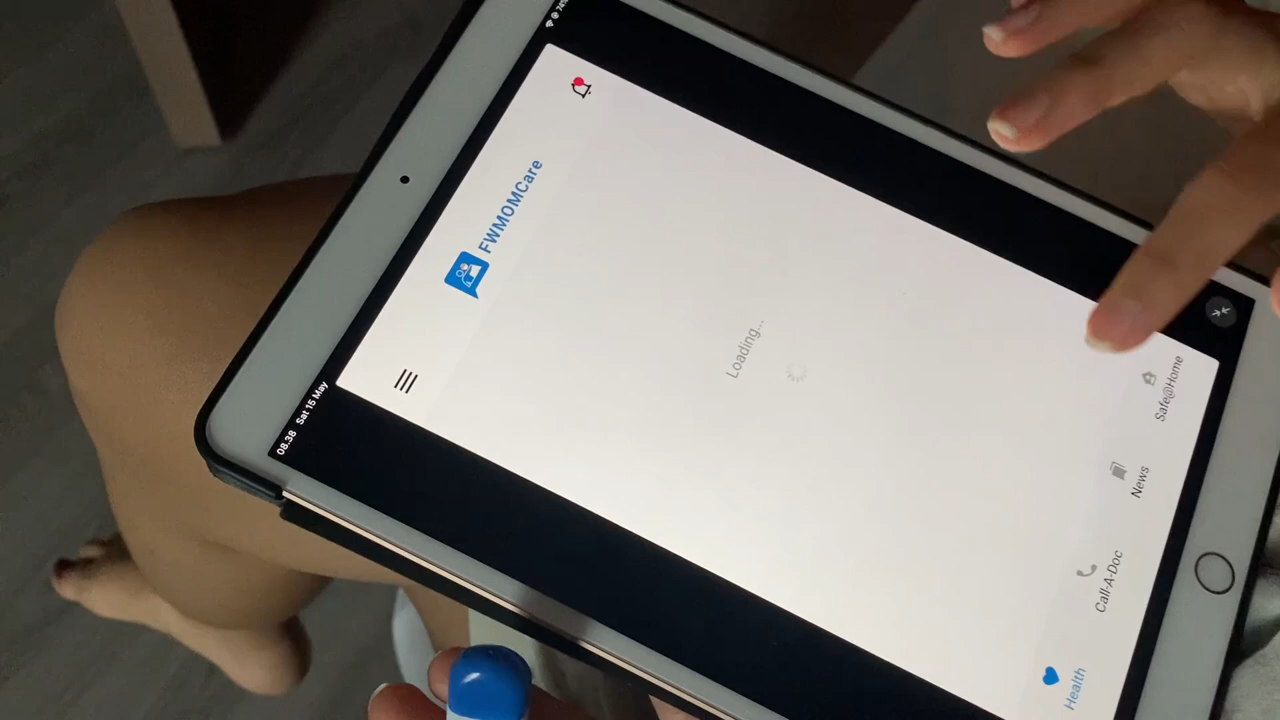 08.38 Sat 15 May
FWMOMCare
Loading...
Health
Call-A-Doc
News
Safe@Home